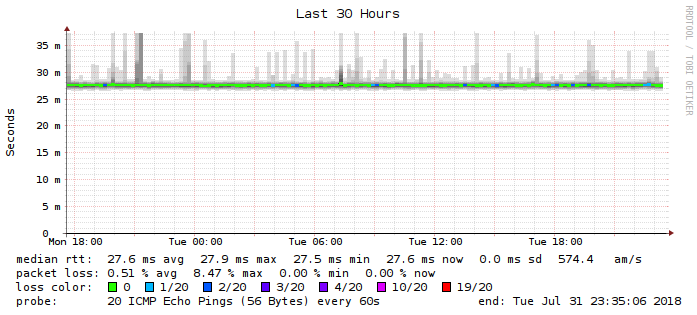 Last 30 Hours
RRDTOOL / TOBI OETIKER
Seconds
35 m
30 m
25 m
20 m
15 m
10 m
5 m
0
Mon 18:00 Tue 00:00 Tue 06:00 Tue 12:00 Tue 18:00
median rtt: 27.6 ms avg 27.9 ms max 27.5 ms min 27.6 ms now 0.0 ms sd 574.4 am/s
packet loss: 0.51 % avg 8.47 % max 0.00 % min 0.00 % now
loss color: 0 1/20 2/20 3/20 4/20 10/20 19/20
probe: 20 ICMP Echo Pings (56 Bytes) every 60s end: Tue Jul 31 23:35:06 2018